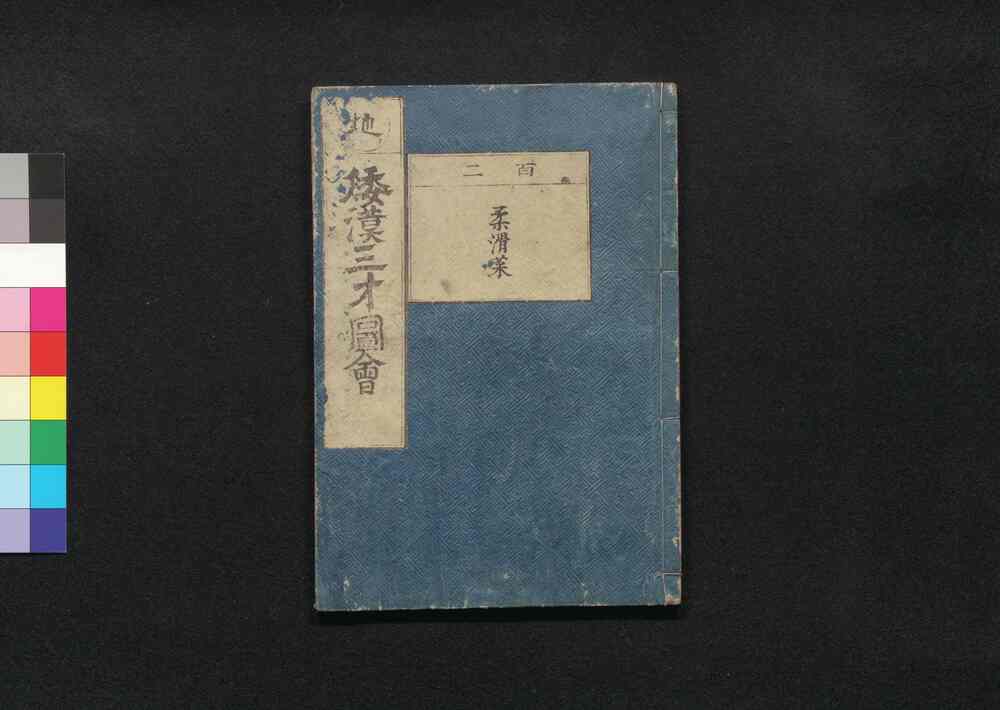 百二
柔滑菜
地
倭漢三才圖會